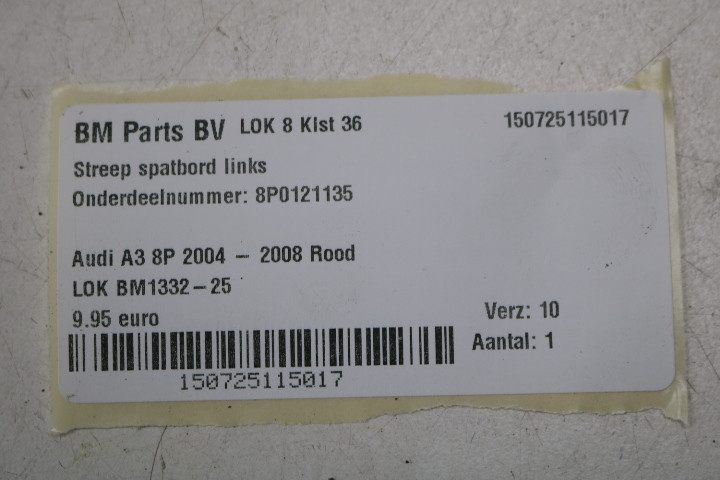 BM Parts BV LOK 8 Klst 36 150725115017
Streep spatbord links
Onderdeelnummer: 8P0121135
Audi A3 8P 2004 – 2008 Rood
LOK BM1332-25
9.95 euro Verz: 10
Aantal: 1
150725115017